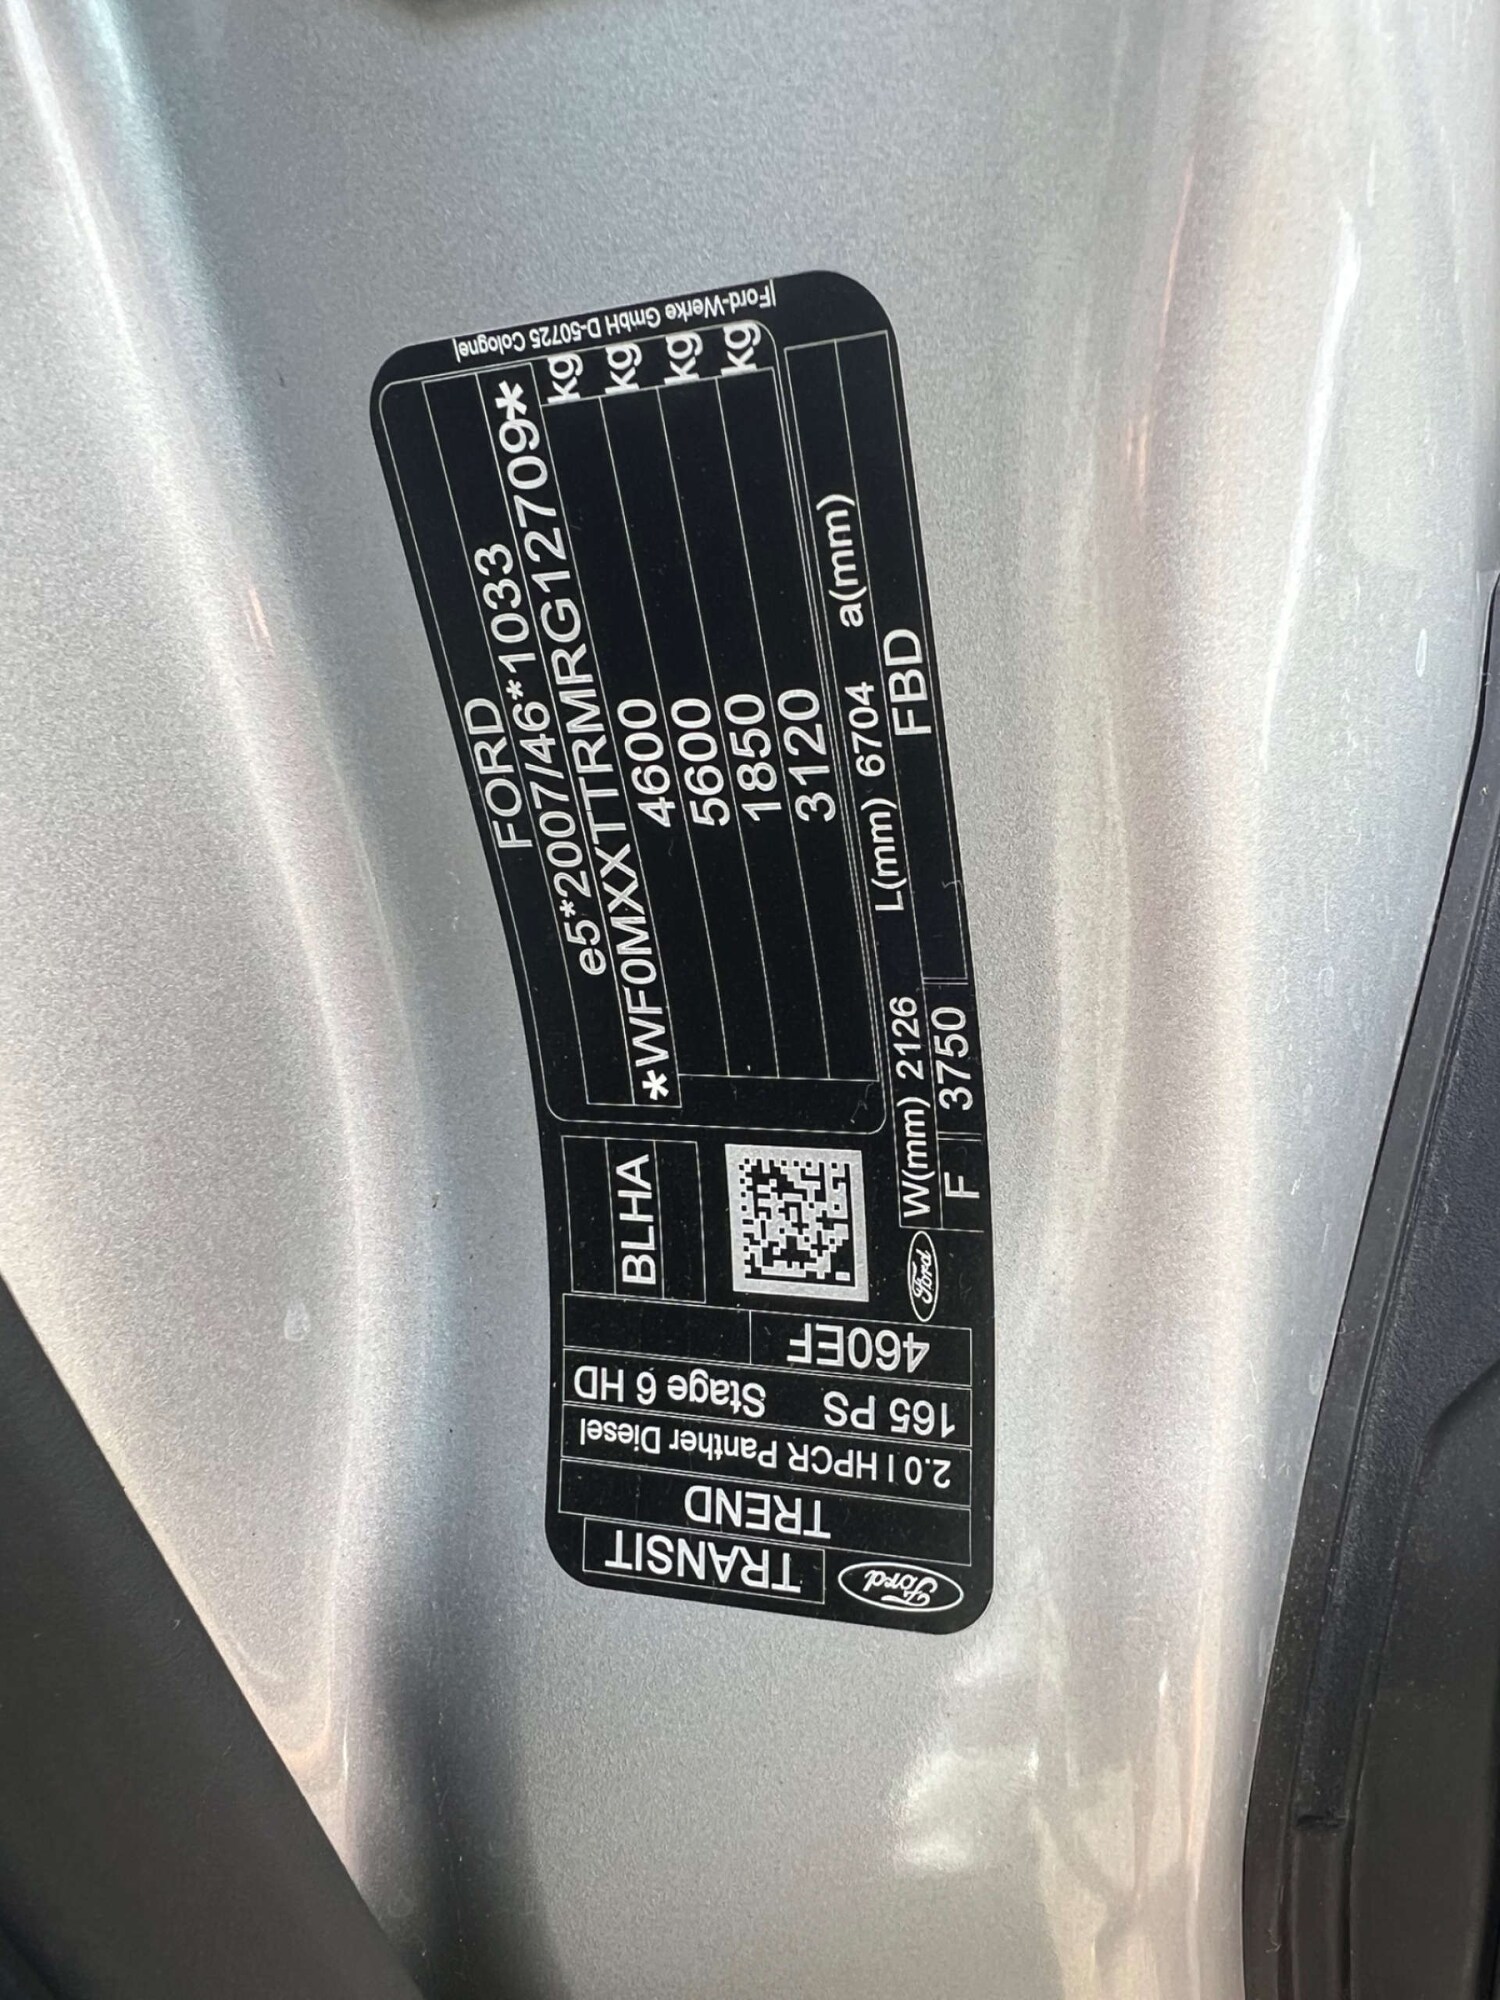 FORD
e5*2007/46*1033
*WF0MXXTTRMRG12709*
4600 kg
5600 kg
1850 kg
3120 kg
W(mm) 2126 L(mm) 6704 a(mm)
F 3750 FBD
BLHA
Ford
Ford-Werke GmbH D-50725 Cologne
Ford TRANSIT
TREND
2.0 l HPCR Panther Diesel
165 PS Stage 6 HD
460EF